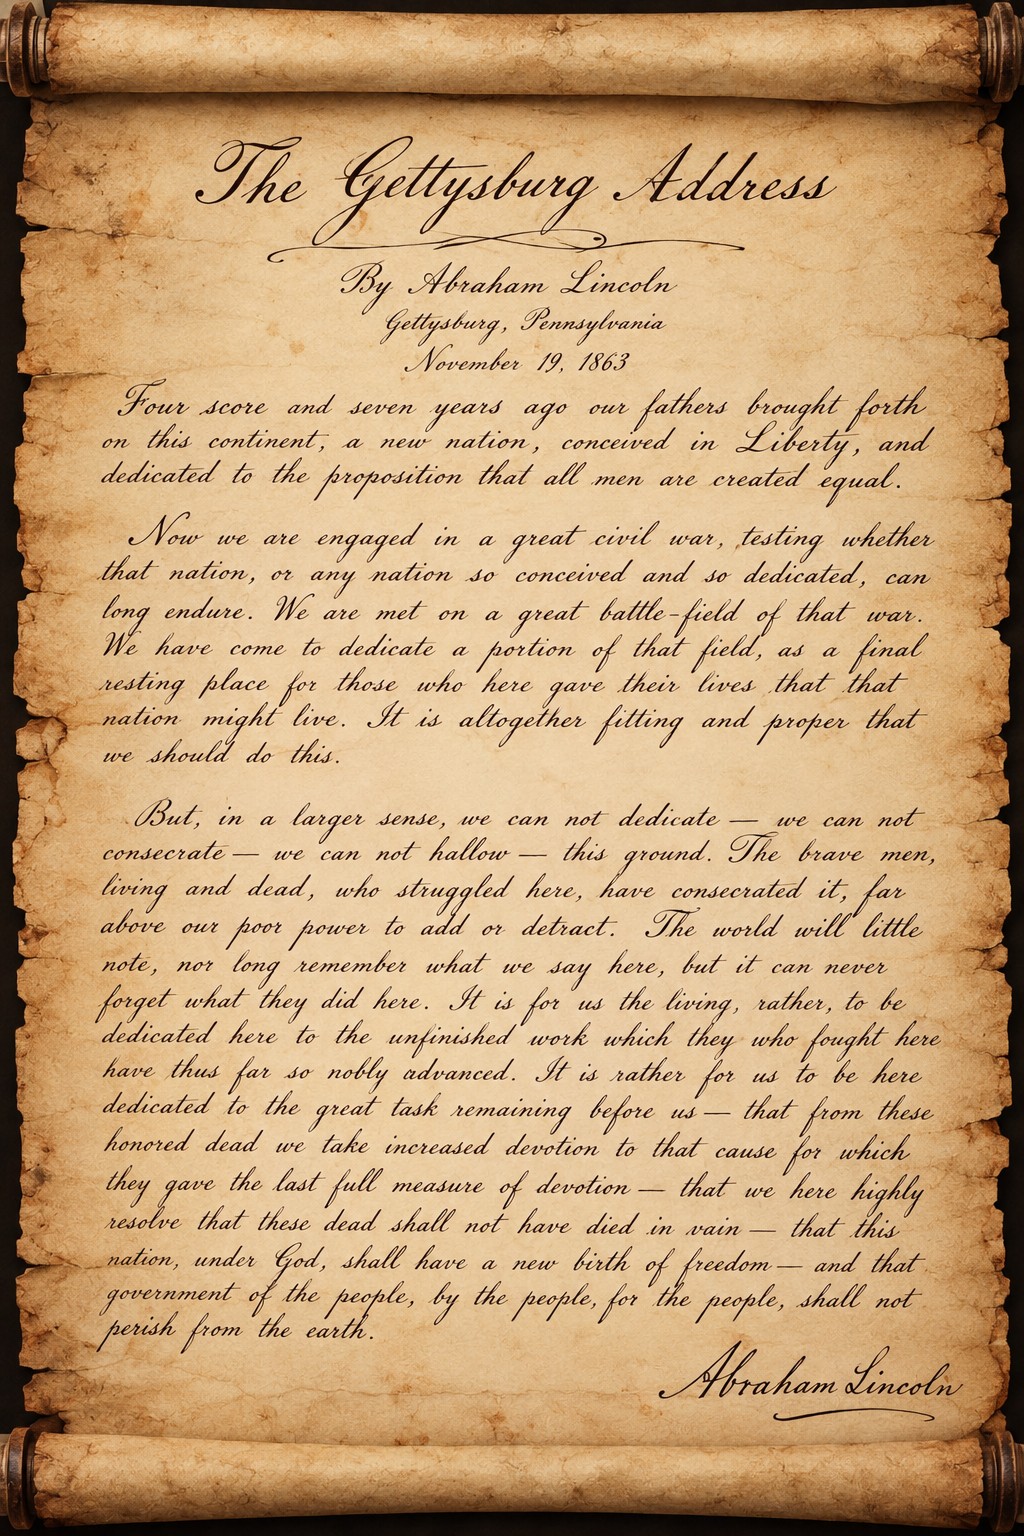 The Gettysburg Address
By Abraham Lincoln
Gettysburg, Pennsylvania
November 19, 1863
Four score and seven years ago our fathers brought forth
on this continent, a new nation, conceived in Liberty, and
dedicated to the proposition that all men are created equal.
Now we are engaged in a great civil war, testing whether
that nation, or any nation so conceived and so dedicated, can
long endure. We are met on a great battle-field of that war.
We have come to dedicate a portion of that field, as a final
resting place for those who here gave their lives that that
nation might live. It is altogether fitting and proper that
we should do this.
But, in a larger sense, we can not dedicate — we can not
consecrate — we can not hallow — this ground. The brave men,
living and dead, who struggled here, have consecrated it, far
above our poor power to add or detract. The world will little
note, nor long remember what we say here, but it can never
forget what they did here. It is for us the living, rather, to be
dedicated here to the unfinished work which they who fought here
have thus far so nobly advanced. It is rather for us to be here
dedicated to the great task remaining before us — that from these
honored dead we take increased devotion to that cause for which
they gave the last full measure of devotion — that we here highly
resolve that these dead shall not have died in vain — that this
nation, under God, shall have a new birth of freedom — and that
government of the people, by the people, for the people, shall not
perish from the earth.
Abraham Lincoln